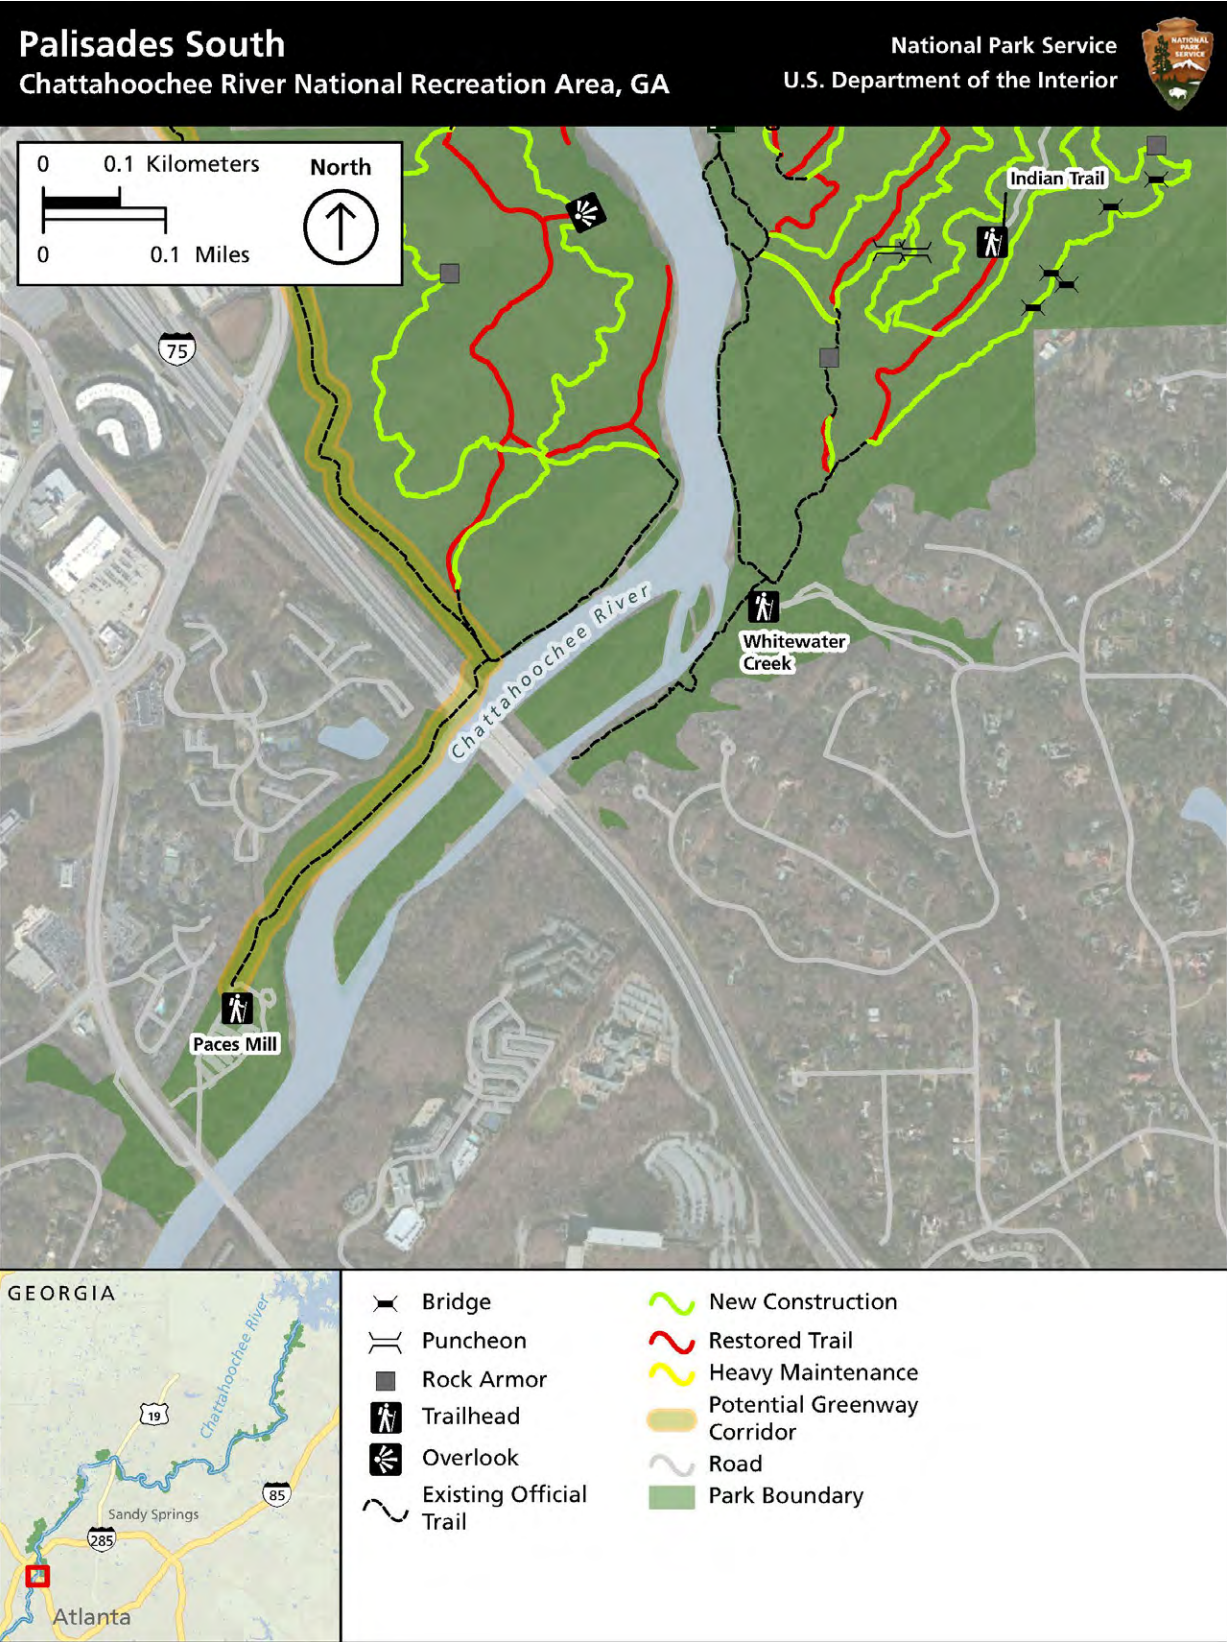 Palisades South
Chattahoochee River National Recreation Area, GA
National Park Service
U.S. Department of the Interior
NATIONAL
PARK
SERVICE
0 0.1 Kilometers
0 0.1 Miles
North
Indian Trail
75
Chattahoochee River
Whitewater
Creek
Paces Mill
GEORGIA
Chattahoochee River
19
Sandy Springs
85
285
Atlanta
Bridge
Puncheon
Rock Armor
Trailhead
Overlook
Existing Official
Trail
New Construction
Restored Trail
Heavy Maintenance
Potential Greenway
Corridor
Road
Park Boundary